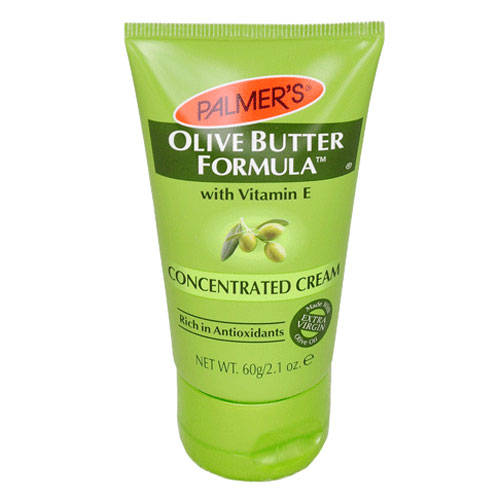 PALMER'S®
OLIVE BUTTER
FORMULA™ ®
with Vitamin E
CONCENTRATED CREAM
Rich in Antioxidants
Made With
EXTRA
VIRGIN
Olive Oil
NET WT. 60g/2.1 oz. ℮